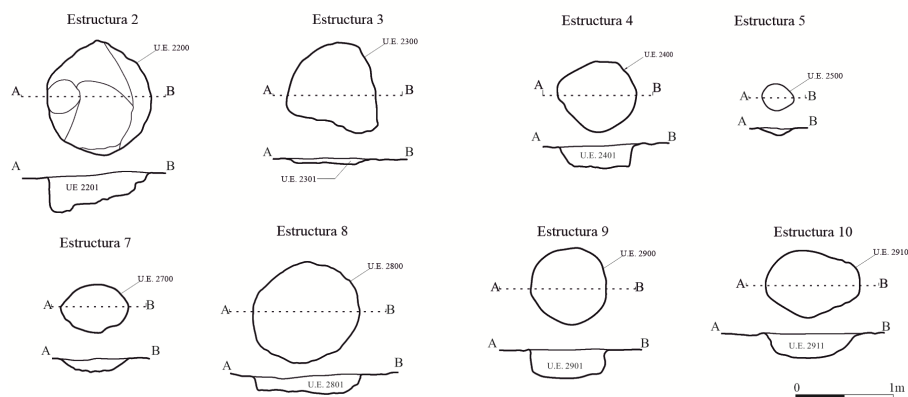 Estructura 2
U.E. 2200
A B
A B
UE 2201
Estructura 3
U.E. 2300
A B
A B
U.E. 2301
Estructura 4
U.E. 2400
A B
A B
U.E. 2401
Estructura 5
U.E. 2500
A B
A B
Estructura 7
U.E. 2700
A B
A B
Estructura 8
U.E. 2800
A B
A B
U.E. 2801
Estructura 9
U.E. 2900
A B
A B
U.E. 2901
Estructura 10
U.E. 2910
A B
A B
U.E. 2911
0 1m